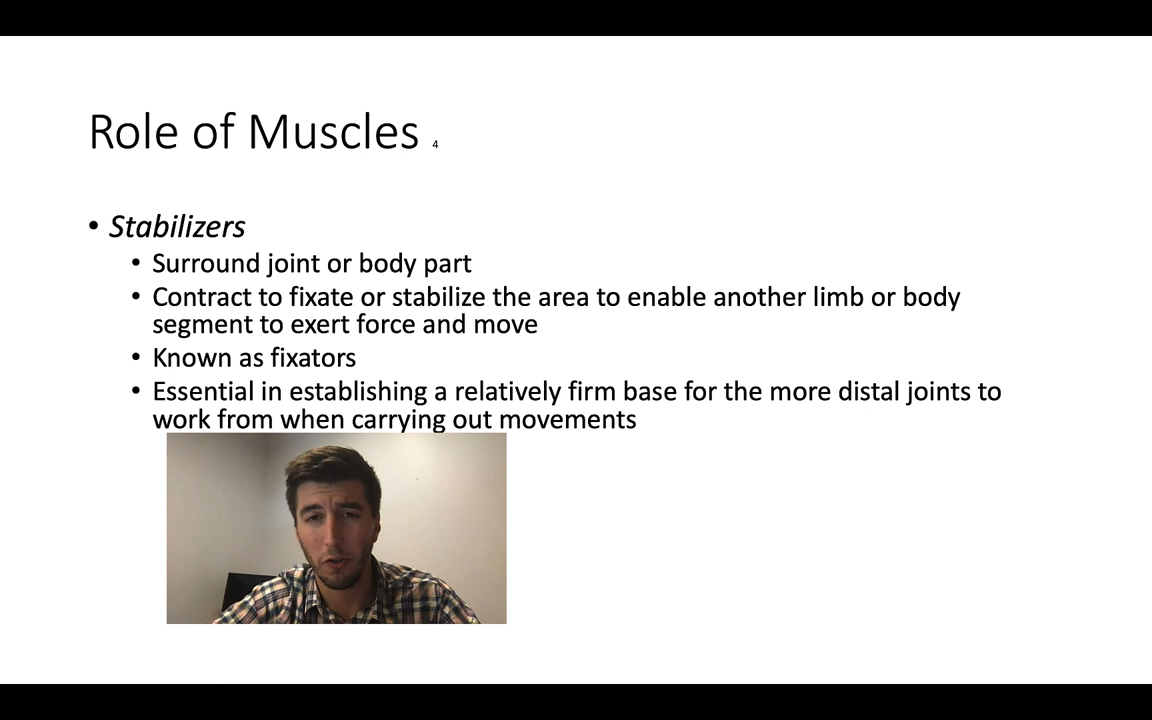 Role of Muscles 4
• Stabilizers
• Surround joint or body part
• Contract to fixate or stabilize the area to enable another limb or body
segment to exert force and move
• Known as fixators
• Essential in establishing a relatively firm base for the more distal joints to
work from when carrying out movements